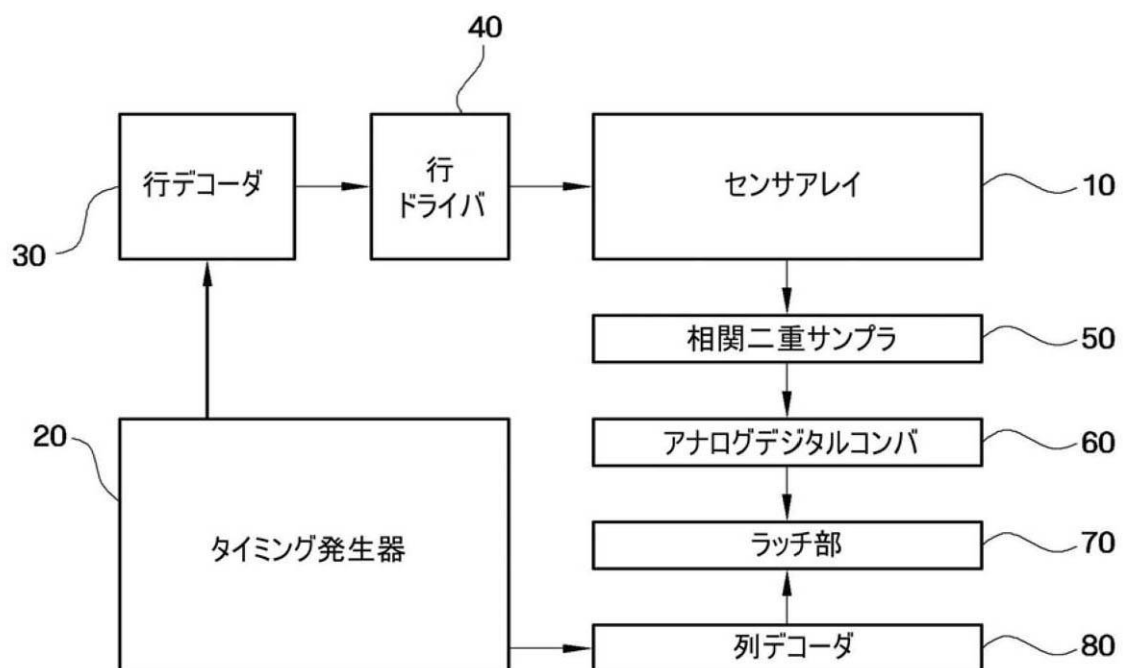 40
行デコーダ
行
ドライバ
センサアレイ
10
30
相関二重サンプラ
50
20
アナログデジタルコンバ
60
タイミング発生器
ラッチ部
70
列デコーダ
80